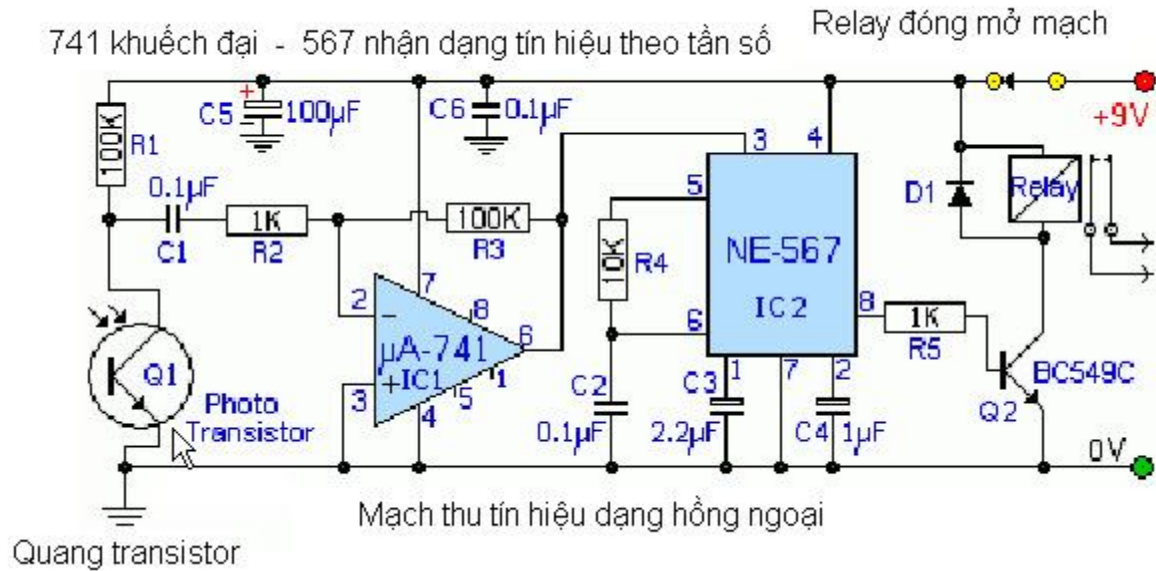 741 khuếch đại - 567 nhận dạng tín hiệu theo tần số
Relay đóng mở mạch
100K
R1
+
C5
100µF
C6
0.1µF
+9V
0.1µF
C1
1K
R2
100K
R3
3
4
5
10K
R4
NE-567
IC2
D1
Relay
7
8
2
−
µA-741
IC1
6
6
8
1K
R5
+
3
1
5
4
Q1
Photo
Transistor
C2
0.1µF
1
C3
2.2µF
7
2
C4
1µF
Q2
BC549C
0V
Mạch thu tín hiệu dạng hồng ngoại
Quang transistor